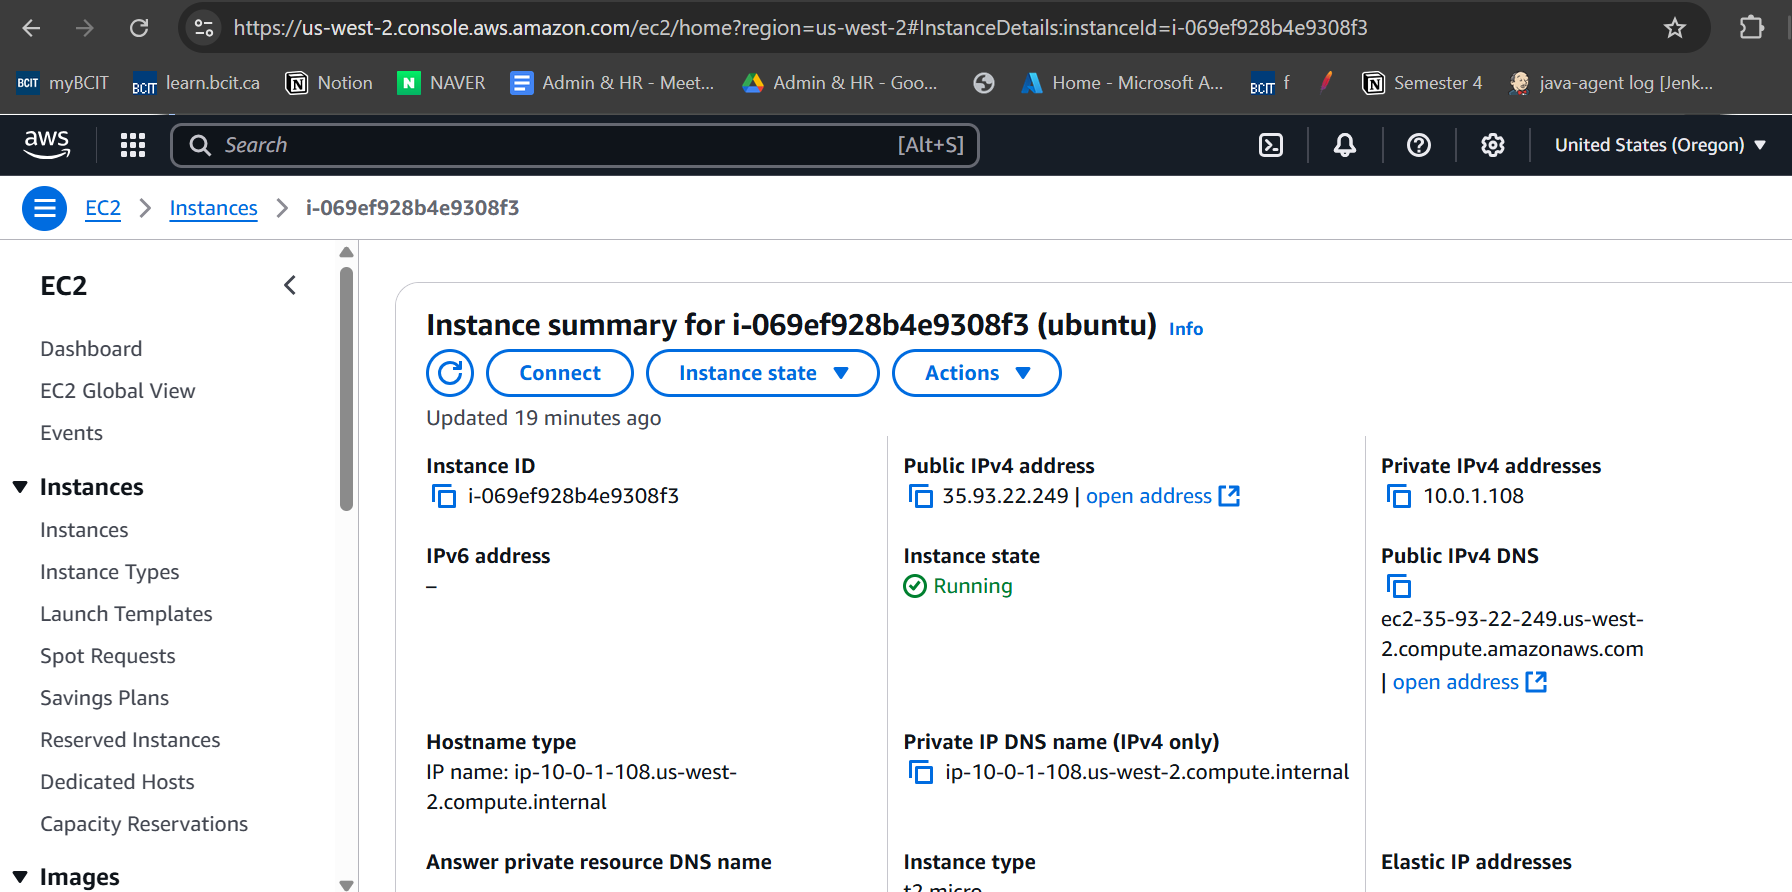 https://us-west-2.console.aws.amazon.com/ec2/home?region=us-west-2#InstanceDetails:instanceId=i-069ef928b4e9308f3
BCIT myBCIT BCIT learn.bcit.ca Notion N NAVER Admin & HR - Meet... Admin & HR - Goo... Home - Microsoft A... BCIT f Semester 4 java-agent log [Jenk...
aws Search [Alt+S] United States (Oregon)
EC2 > Instances > i-069ef928b4e9308f3
EC2
Dashboard
EC2 Global View
Events
Instances
Instances
Instance Types
Launch Templates
Spot Requests
Savings Plans
Reserved Instances
Dedicated Hosts
Capacity Reservations
Images
Instance summary for i-069ef928b4e9308f3 (ubuntu) Info
Connect Instance state Actions
Updated 19 minutes ago
Instance ID
i-069ef928b4e9308f3
Public IPv4 address
35.93.22.249 | open address
Private IPv4 addresses
10.0.1.108
IPv6 address
–
Instance state
Running
Public IPv4 DNS
ec2-35-93-22-249.us-west-
2.compute.amazonaws.com
| open address
Hostname type
IP name: ip-10-0-1-108.us-west-
2.compute.internal
Private IP DNS name (IPv4 only)
ip-10-0-1-108.us-west-2.compute.internal
Answer private resource DNS name
Instance type
t2.micro
Elastic IP addresses